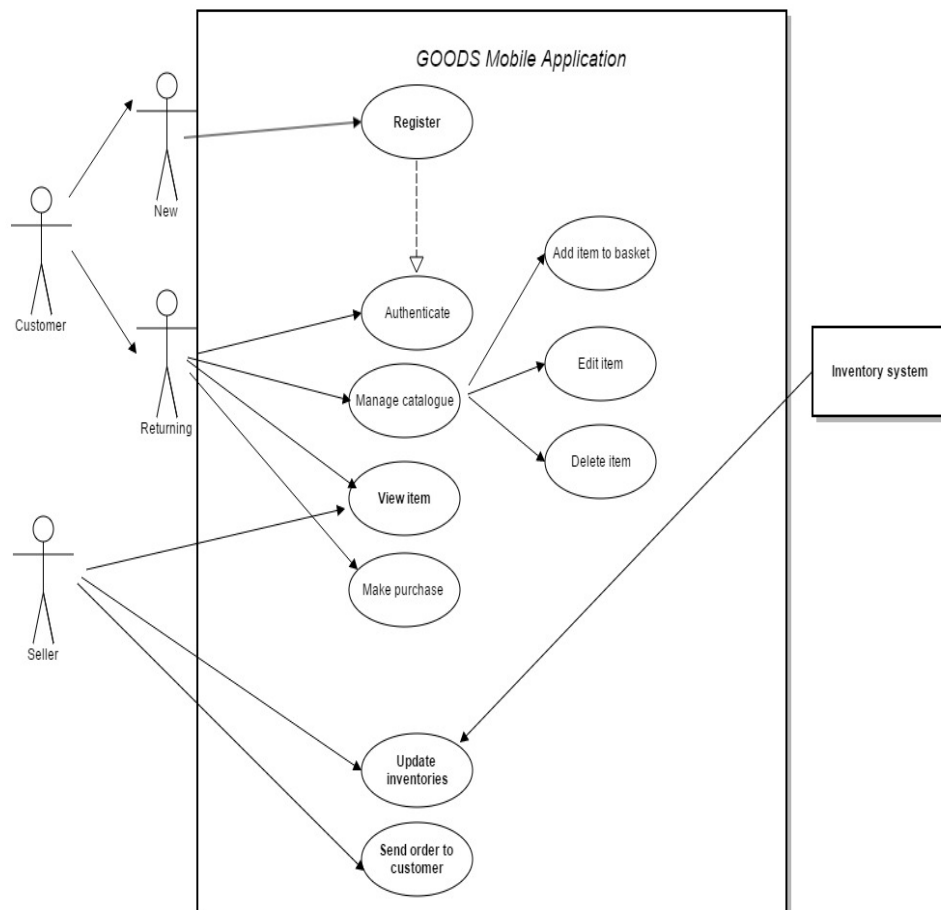 GOODS Mobile Application
Register
New
Add item to basket
Customer
Authenticate
Edit item
Inventory system
Manage catalogue
Returning
Delete item
View item
Make purchase
Seller
Update
inventories
Send order to
customer